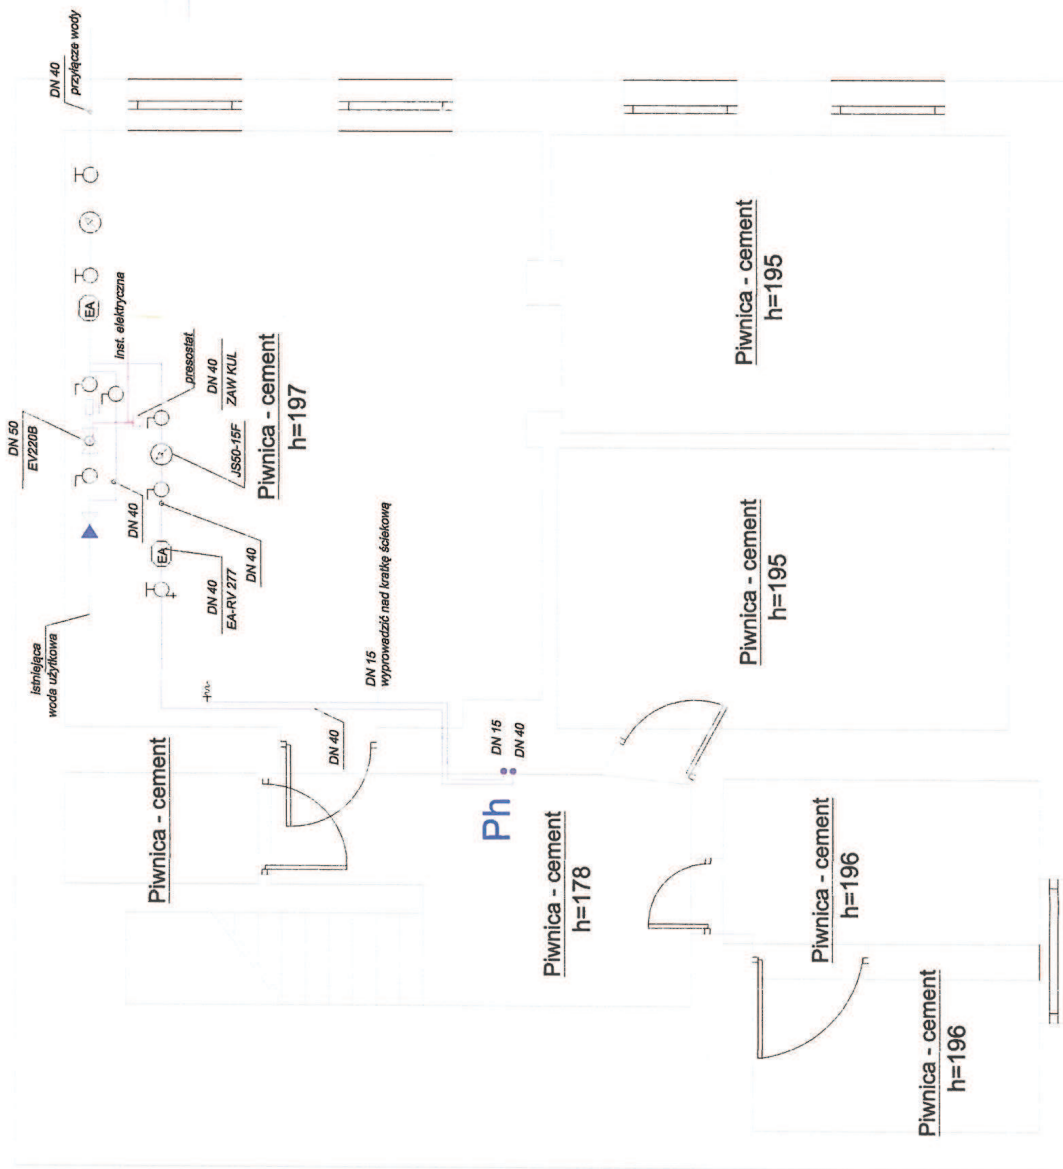 DN 40
przyłącze wody
EA
inst. elektryczna
presostat
DN 40
ZAW KUL
DN 50
EV220B
JS50-15F
Piwnica - cement
h=197
DN 40
DN 40
EA
DN 40
EA-RV 277
Istniejąca
woda użytkowa
DN 15
wyprowadzić nad kratkę ściekową
DN 40
DN 15
DN 40
Ph
Piwnica - cement
Piwnica - cement
h=195
Piwnica - cement
h=195
Piwnica - cement
h=178
Piwnica - cement
h=196
Piwnica - cement
h=196